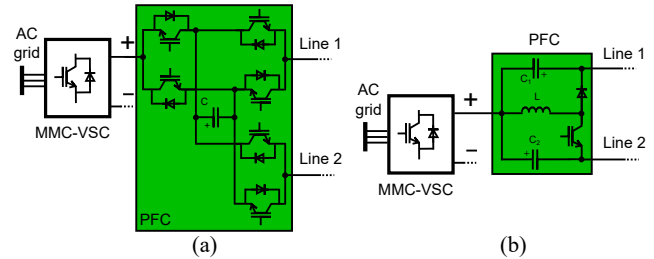 AC
grid
+
−
MMC-VSC
C
+
PFC
Line 1
Line 2
(a)
PFC
AC
grid
+
−
MMC-VSC
C₁
+
L
C₂
+
Line 1
Line 2
(b)